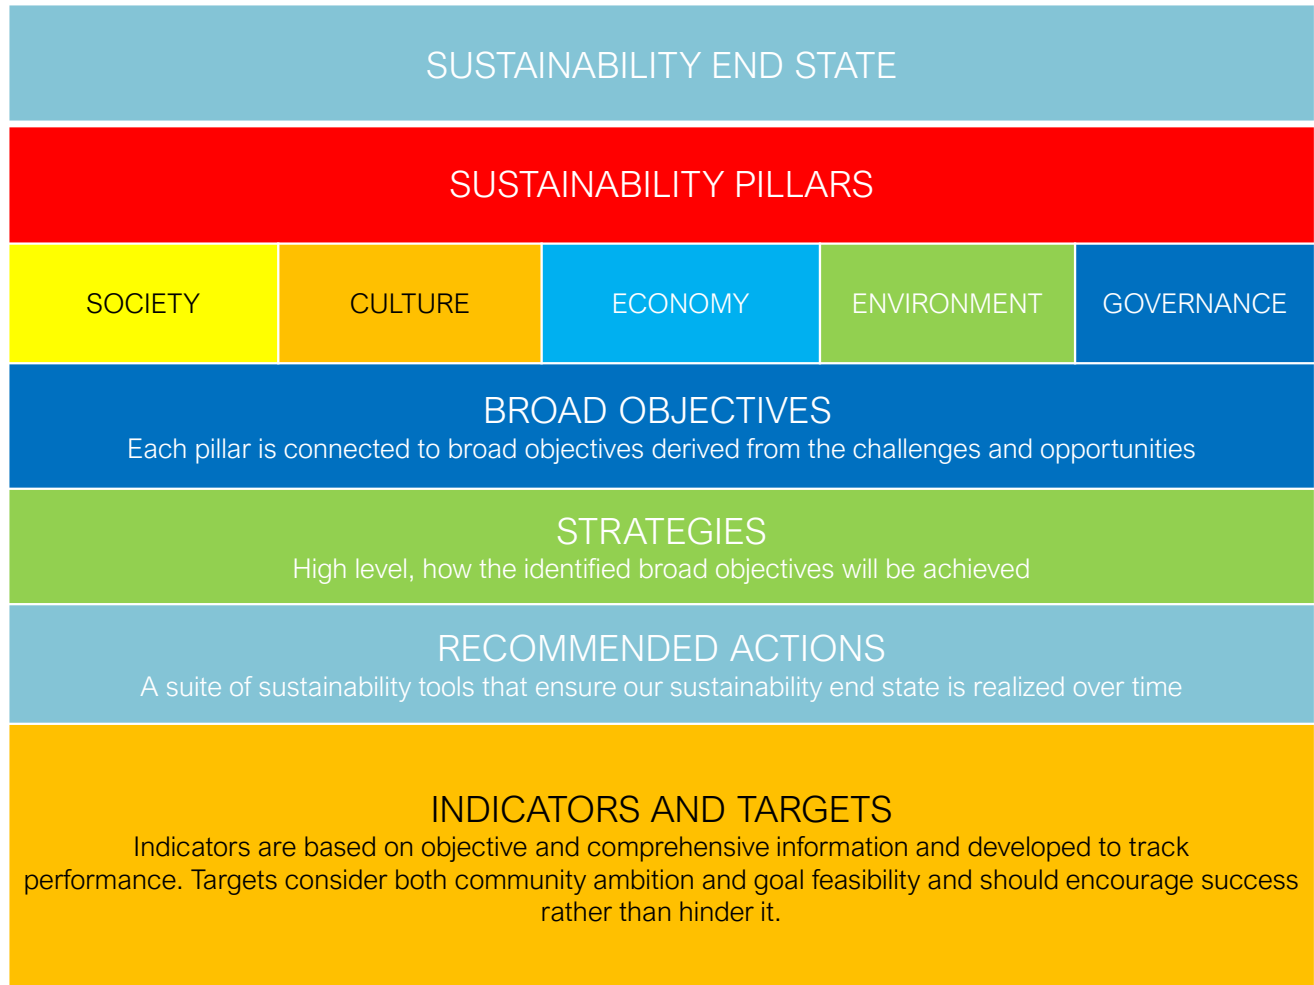 SUSTAINABILITY END STATE
SUSTAINABILITY PILLARS
SOCIETY
CULTURE
ECONOMY
ENVIRONMENT
GOVERNANCE
BROAD OBJECTIVES
Each pillar is connected to broad objectives derived from the challenges and opportunities
STRATEGIES
High level, how the identified broad objectives will be achieved
RECOMMENDED ACTIONS
A suite of sustainability tools that ensure our sustainability end state is realized over time
INDICATORS AND TARGETS
Indicators are based on objective and comprehensive information and developed to track
performance. Targets consider both community ambition and goal feasibility and should encourage success
rather than hinder it.